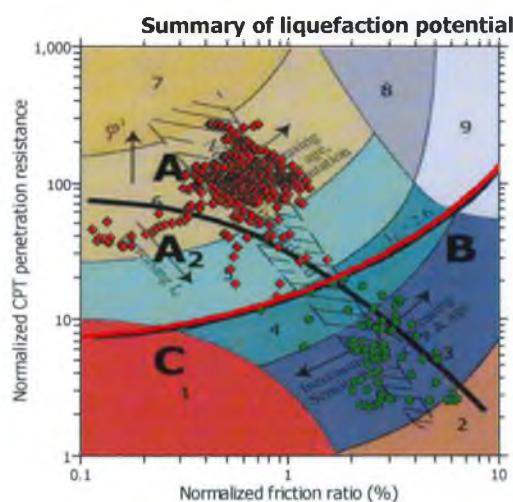 Summary of liquefaction potential
1,000
100
10
1
Normalized CPT penetration resistance
7
8
9
A
6
A2
B
C
1
4
3
2
0.1
1
10
Normalized friction ratio (%)